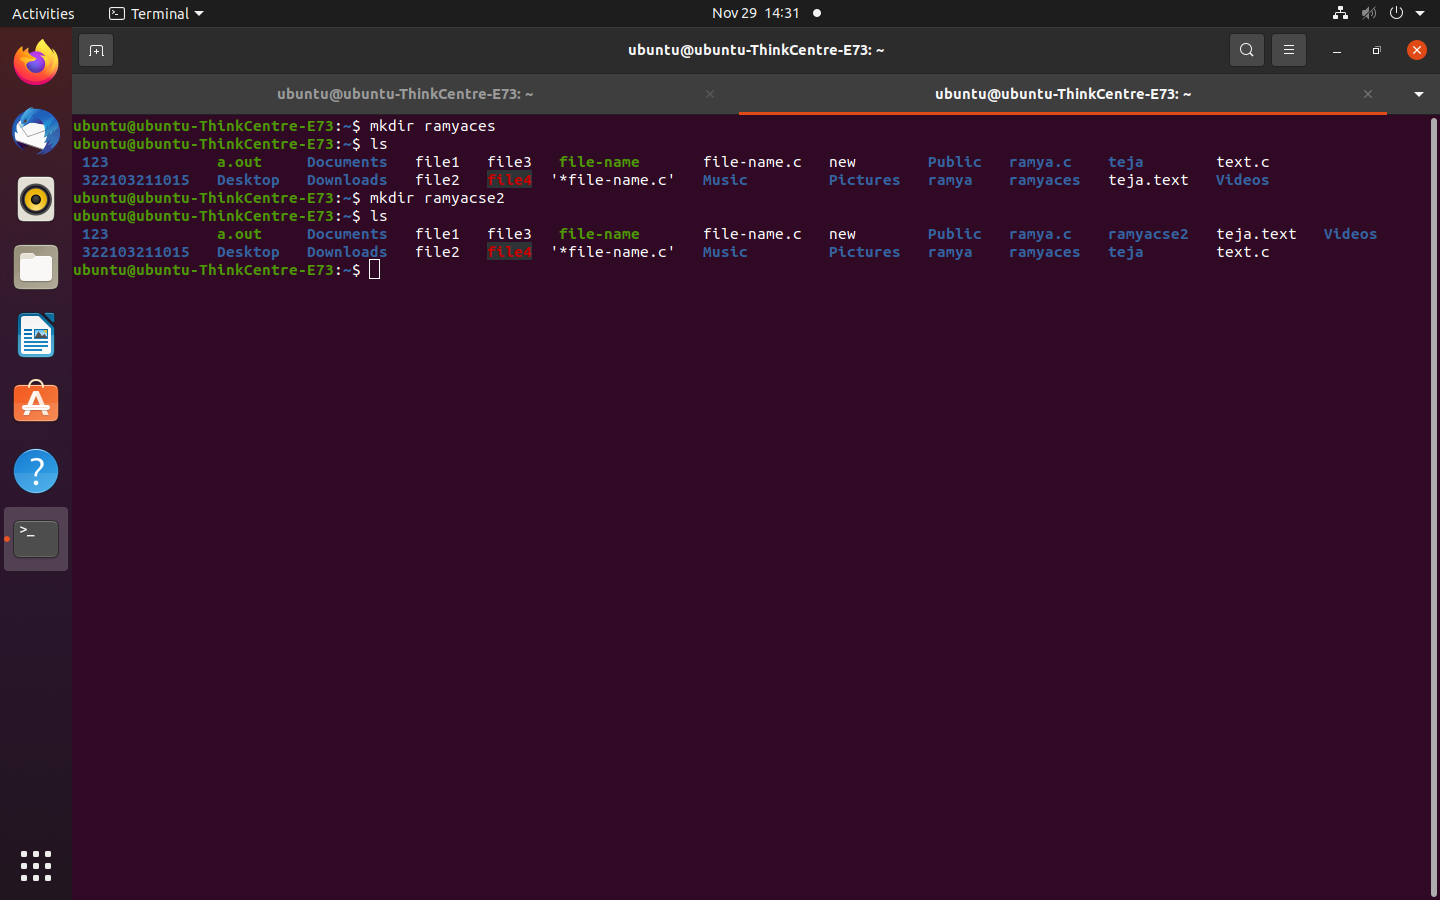 Activities Terminal Nov 29 14:31
ubuntu@ubuntu-ThinkCentre-E73: ~
ubuntu@ubuntu-ThinkCentre-E73: ~ ubuntu@ubuntu-ThinkCentre-E73: ~
ubuntu@ubuntu-ThinkCentre-E73:~$ mkdir ramyaces
ubuntu@ubuntu-ThinkCentre-E73:~$ ls
123 a.out Documents file1 file3 file-name file-name.c new Public ramya.c teja text.c
322103211015 Desktop Downloads file2 file4 '*file-name.c' Music Pictures ramya ramyaces teja.text Videos
ubuntu@ubuntu-ThinkCentre-E73:~$ mkdir ramyacse2
ubuntu@ubuntu-ThinkCentre-E73:~$ ls
123 a.out Documents file1 file3 file-name file-name.c new Public ramya.c ramyacse2 teja.text Videos
322103211015 Desktop Downloads file2 file4 '*file-name.c' Music Pictures ramya ramyaces teja text.c
ubuntu@ubuntu-ThinkCentre-E73:~$